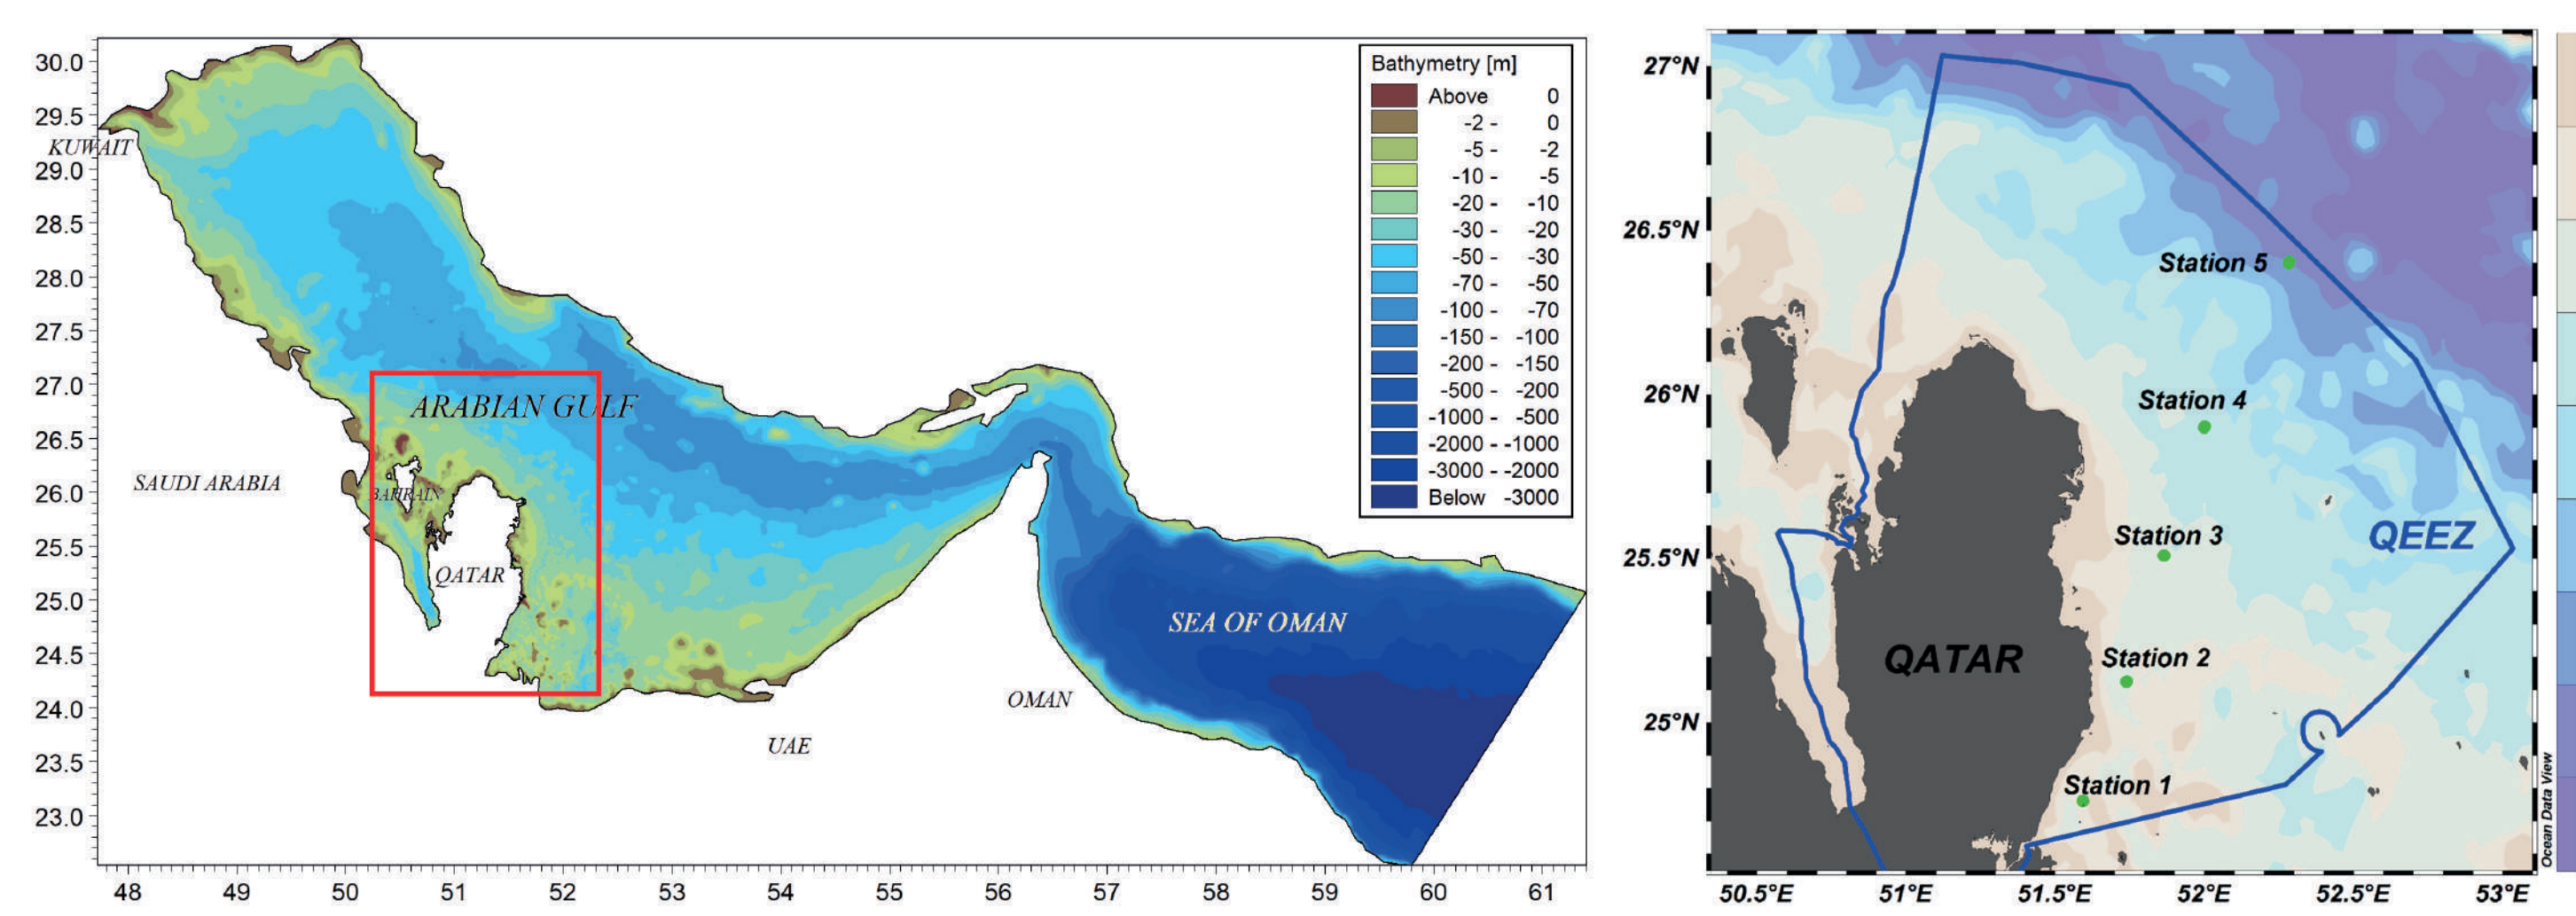 30.0
29.5
29.0
28.5
28.0
27.5
27.0
26.5
26.0
25.5
25.0
24.5
24.0
23.5
23.0
48 49 50 51 52 53 54 55 56 57 58 59 60 61
KUWAIT
SAUDI ARABIA
ARABIAN GULF
BAHRAIN
QATAR
UAE
OMAN
SEA OF OMAN
Bathymetry [m]
Above 0
-2 - 0
-5 - -2
-10 - -5
-20 - -10
-30 - -20
-50 - -30
-70 - -50
-100 - -70
-150 - -100
-200 - -150
-500 - -200
-1000 - -500
-2000 - -1000
-3000 - -2000
Below -3000
27°N
26.5°N
26°N
25.5°N
25°N
50.5°E 51°E 51.5°E 52°E 52.5°E 53°E
Station 5
Station 4
Station 3
QEEZ
Station 2
QATAR
Station 1
Ocean Data View